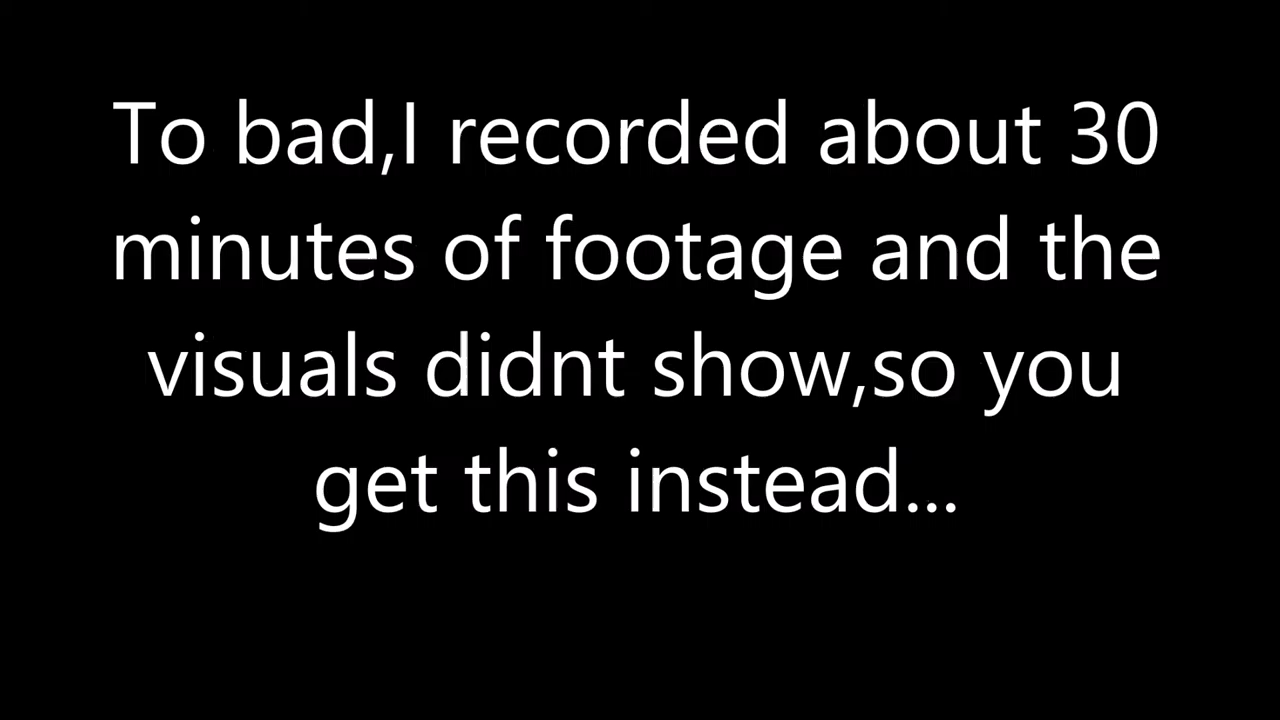 To bad,I recorded about 30
minutes of footage and the
visuals didnt show,so you
get this instead...